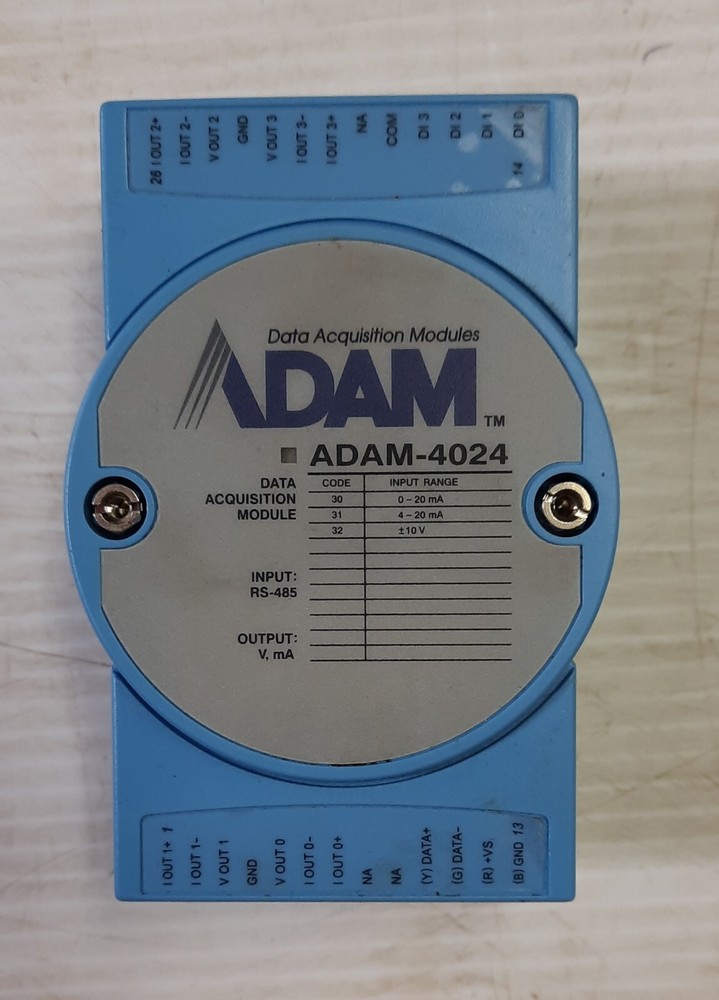 26 I OUT 2+
I OUT 2-
V OUT 2
GND
V OUT 3
I OUT 3-
I OUT 3+
NA
COM
DI 3
DI 2
DI 1
14 DI 0
Data Acquisition Modules
ADAM TM
ADAM-4024
DATA ACQUISITION MODULE
CODE INPUT RANGE
30 0~20 mA
31 4~20 mA
32 ±10 V
INPUT:
RS-485
OUTPUT:
V, mA
I OUT 1+ 1
I OUT 1-
V OUT 1
GND
V OUT 0
I OUT 0-
I OUT 0+
NA
NA
(Y) DATA+
(G) DATA-
(R) +VS
(B) GND 13